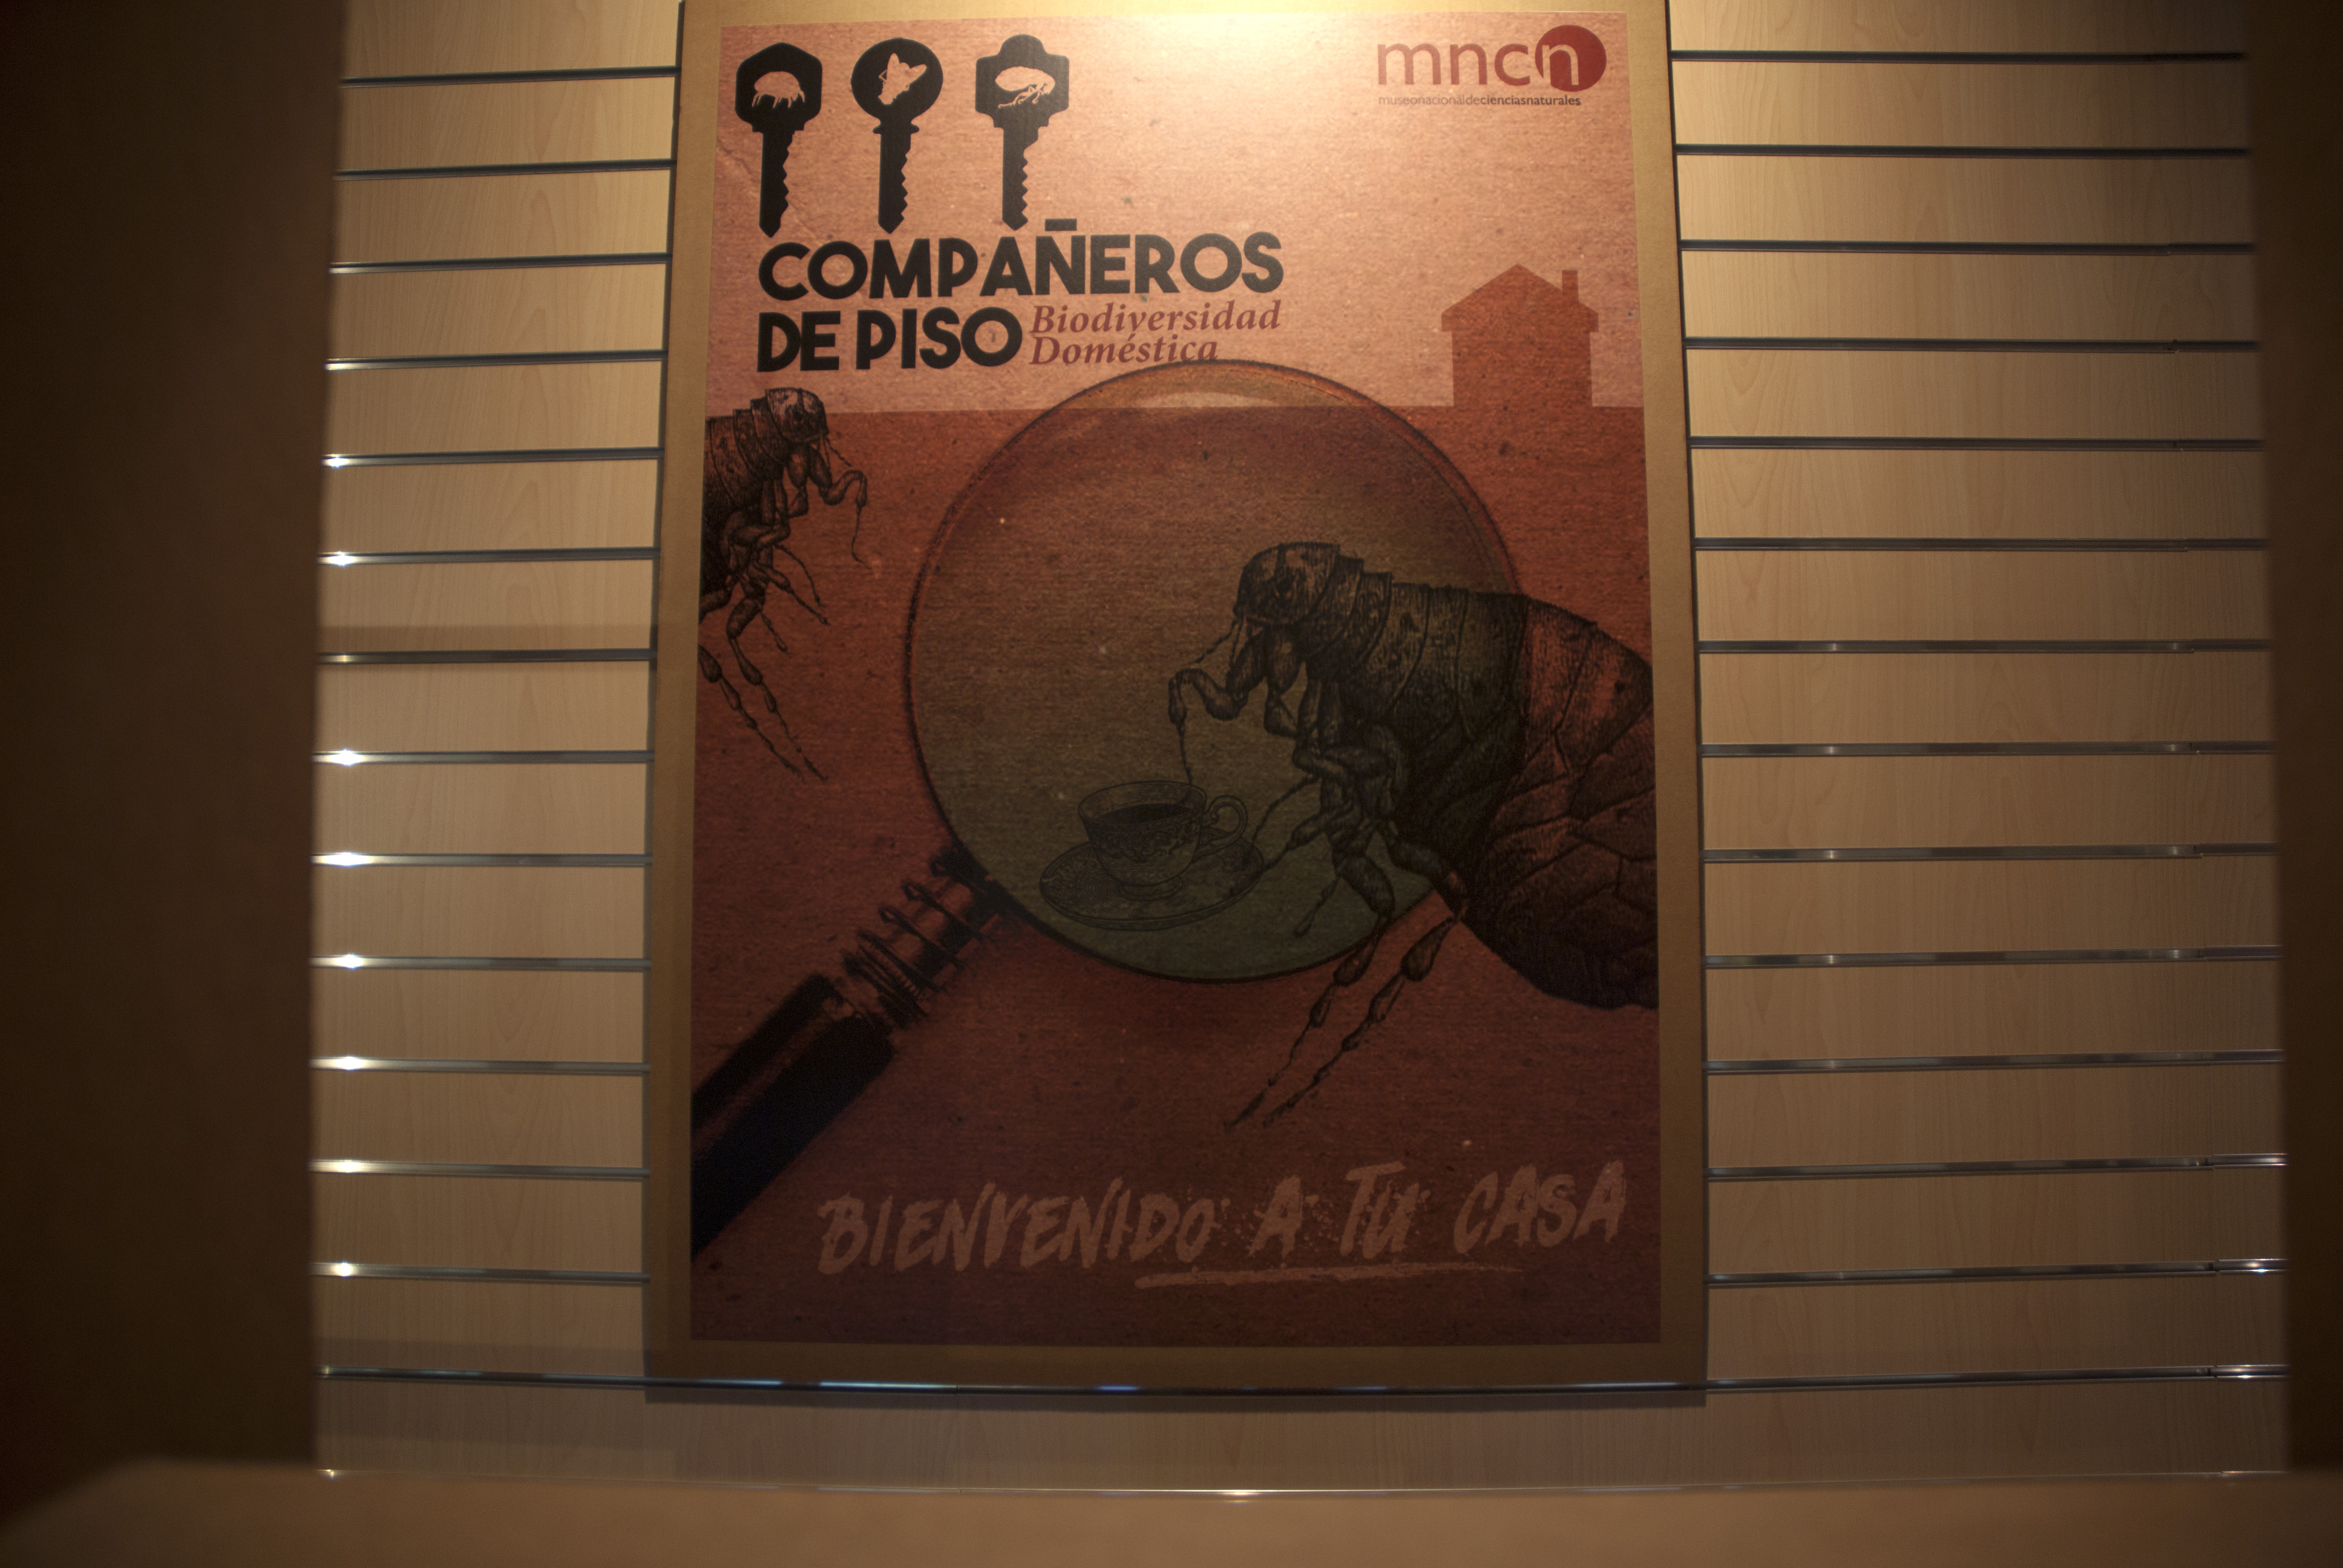 mncn
museonacionaldecienciasnaturales
COMPAÑEROS
DE PISO Biodiversidad
Doméstica
BIENVENIDO A TU CASA